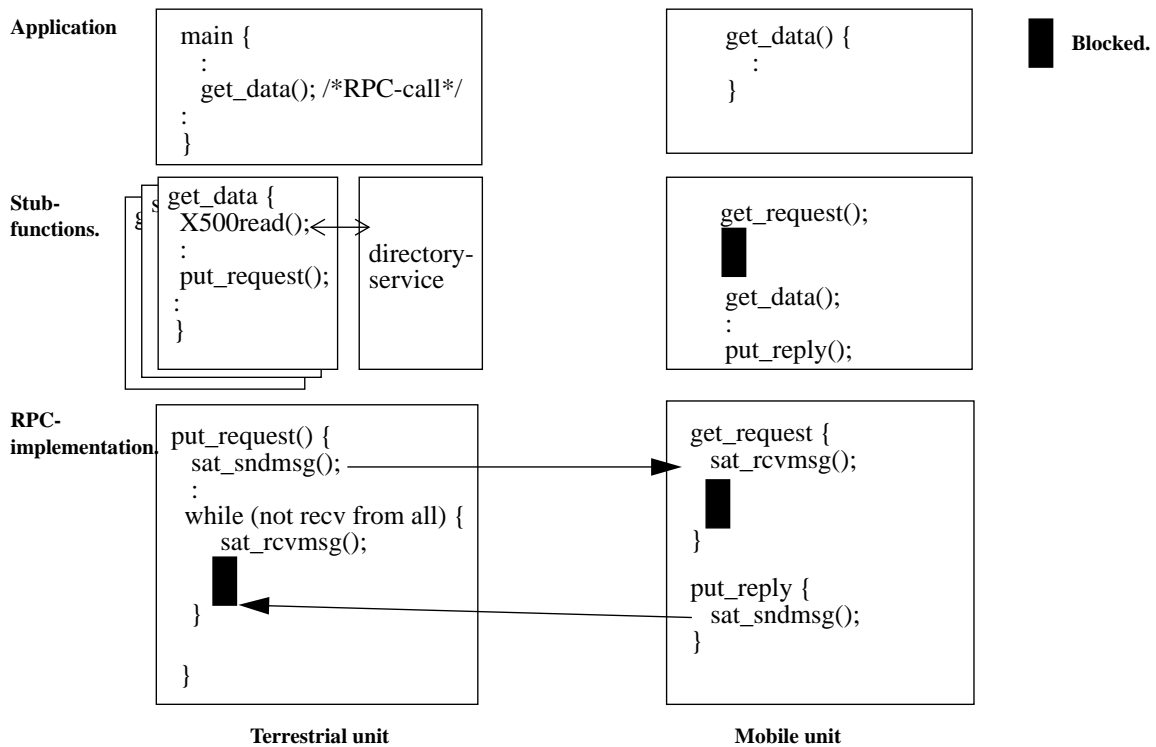 Application
main {
:
get_data(); /*RPC-call*/
:
}
get_data() {
:
}
Blocked.
Stub-
functions.
g
s
get_data {
X500read();
:
put_request();
:
}
directory-
service
get_request();
get_data();
:
put_reply();
RPC-
implementation.
put_request() {
sat_sndmsg();
:
while (not recv from all) {
sat_rcvmsg();
}
}
get_request {
sat_rcvmsg();
}
put_reply {
sat_sndmsg();
}
Terrestrial unit
Mobile unit